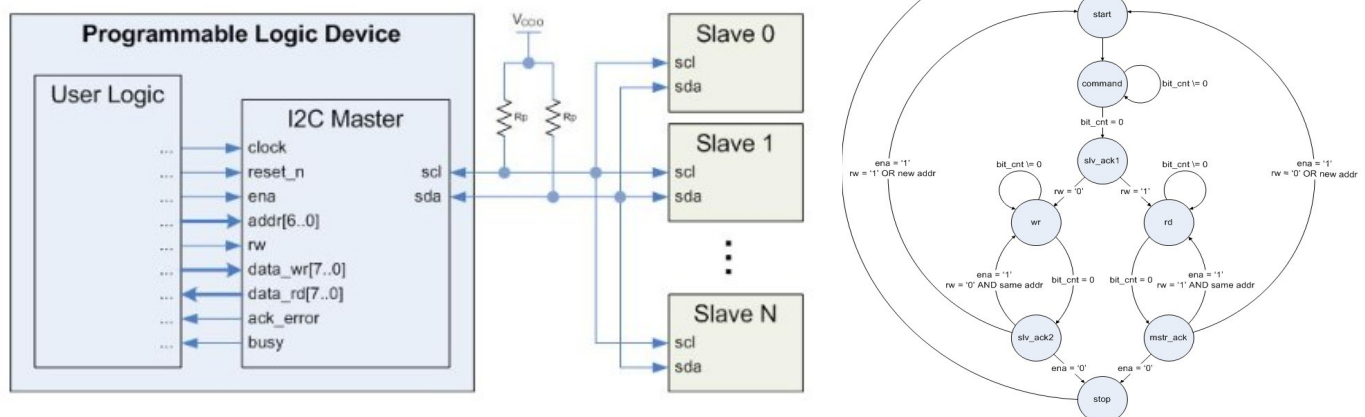 Programmable Logic Device
User Logic
...
...
...
...
...
...
...
...
...
I2C Master
clock
reset_n
ena
addr[6..0]
rw
data_wr[7..0]
data_rd[7..0]
ack_error
busy
scl
sda
VCCIO
Rp
Rp
Slave 0
scl
sda
Slave 1
scl
sda
Slave N
scl
sda
start
command
bit_cnt \= 0
bit_cnt = 0
slv_ack1
ena = '1'
rw = '1' OR new addr
bit_cnt \= 0
bit_cnt \= 0
ena = '1'
rw = '0' OR new addr
rw = '0'
rw = '1'
wr
rd
ena = '1'
rw = '0' AND same addr
bit_cnt = 0
bit_cnt = 0
ena = '1'
rw = '1' AND same addr
slv_ack2
mstr_ack
ena = '0'
ena = '0'
stop